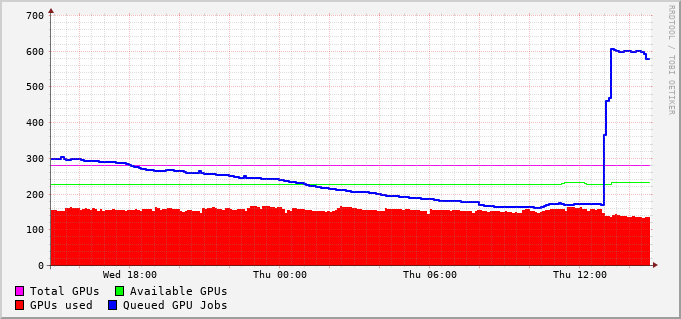 700
600
500
400
300
200
100
0
Wed 18:00 Thu 00:00 Thu 06:00 Thu 12:00
Total GPUs Available GPUs
GPUs used Queued GPU Jobs
RRDTOOL / TOBI OETIKER